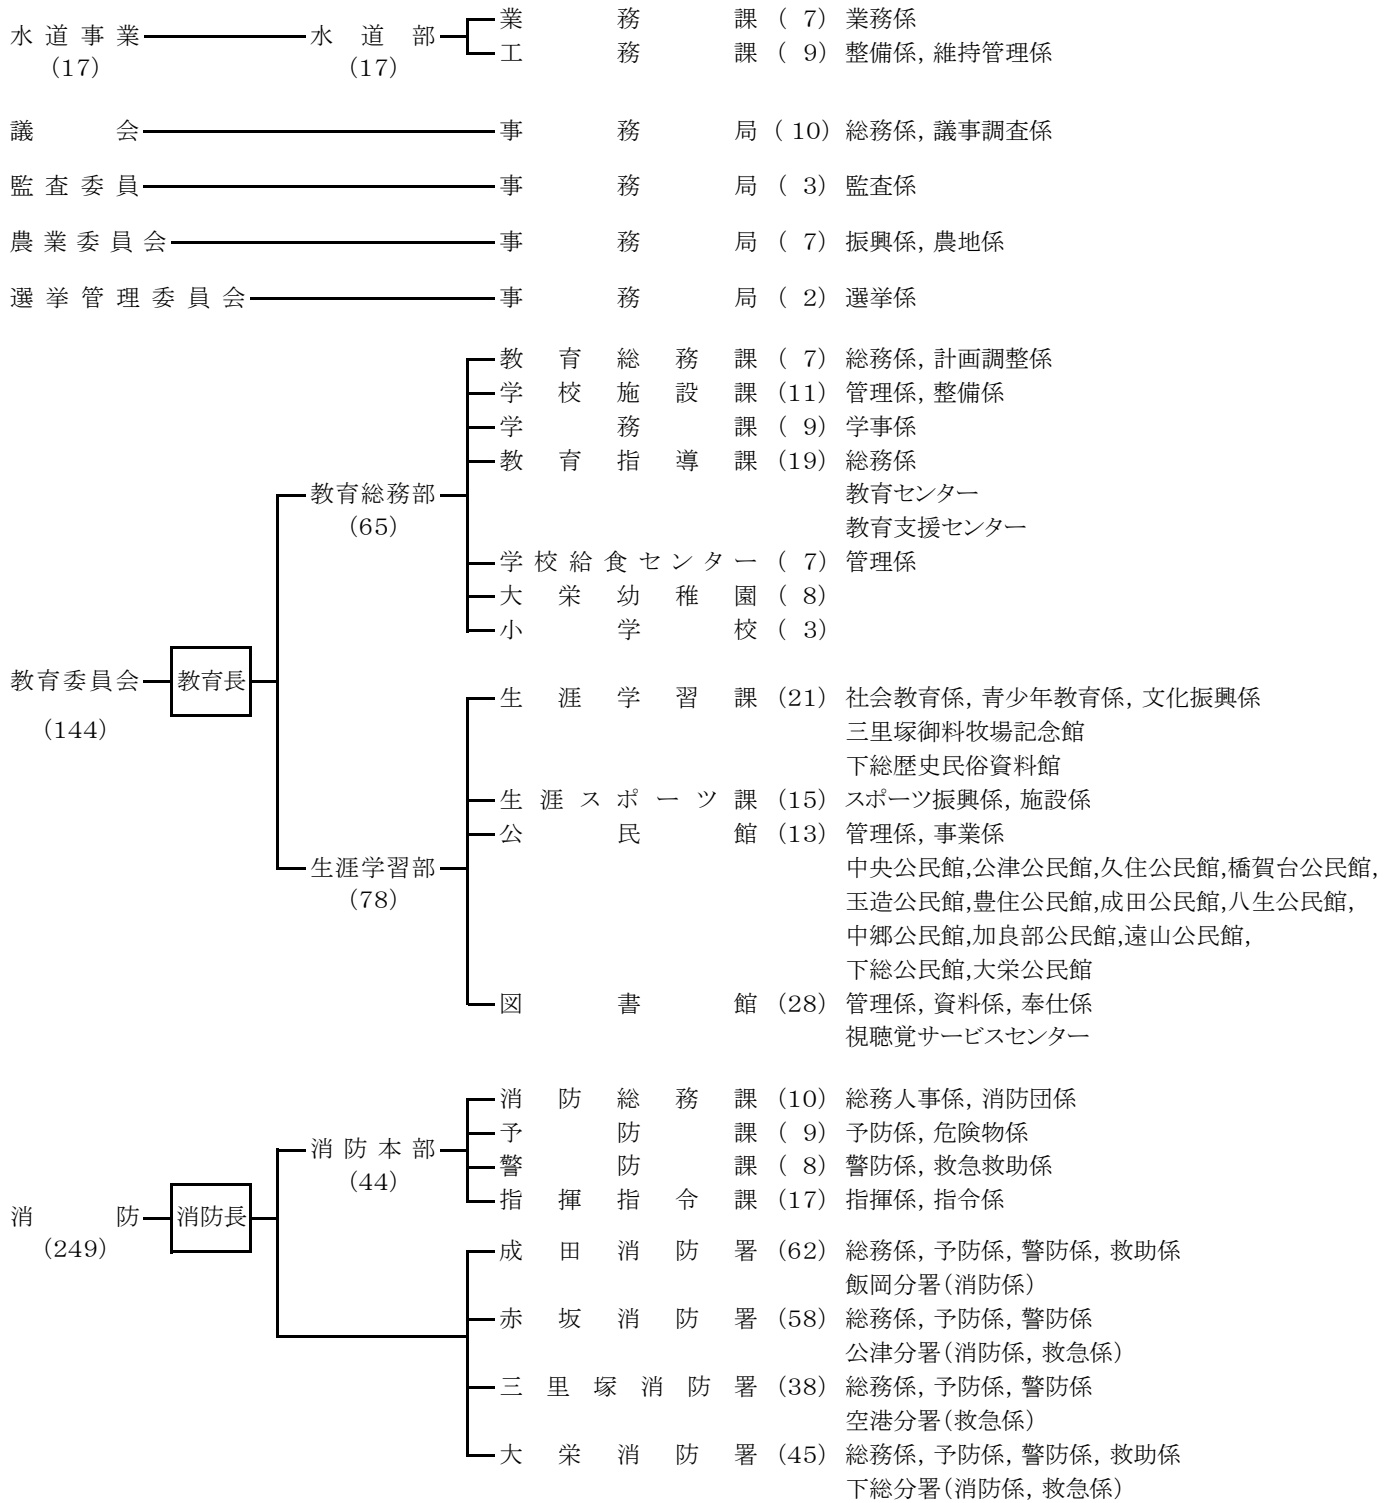 水道事業 水道部 業務課 ( 7) 業務係
(17) (17) 工務課 ( 9) 整備係, 維持管理係
議会 事務局 ( 10) 総務係, 議事調査係
監査委員 事務局 ( 3) 監査係
農業委員会 事務局 ( 7) 振興係, 農地係
選挙管理委員会 事務局 ( 2) 選挙係
教育総務課 ( 7) 総務係, 計画調整係
学校施設課 (11) 管理係, 整備係
学務課 ( 9) 学事係
教育指導課 (19) 総務係
教育総務部 教育センター
(65) 教育支援センター
学校給食センター ( 7) 管理係
大栄幼稚園 ( 8)
小学校 ( 3)
教育委員会 教育長
(144)
生涯学習課 (21) 社会教育係, 青少年教育係, 文化振興係
三里塚御料牧場記念館
下総歴史民俗資料館
生涯スポーツ課 (15) スポーツ振興係, 施設係
公民館 (13) 管理係, 事業係
生涯学習部 中央公民館,公津公民館,久住公民館,橋賀台公民館,
(78) 玉造公民館,豊住公民館,成田公民館,八生公民館,
中郷公民館,加良部公民館,遠山公民館,
下総公民館,大栄公民館
図書館 (28) 管理係, 資料係, 奉仕係
視聴覚サービスセンター
消防総務課 (10) 総務人事係, 消防団係
予防課 ( 9) 予防係, 危険物係
消防本部
(44) 警防課 ( 8) 警防係, 救急救助係
指揮指令課 (17) 指揮係, 指令係
消防 消防長
(249)
成田消防署 (62) 総務係, 予防係, 警防係, 救助係
飯岡分署(消防係)
赤坂消防署 (58) 総務係, 予防係, 警防係
公津分署(消防係, 救急係)
三里塚消防署 (38) 総務係, 予防係, 警防係
空港分署(救急係)
大栄消防署 (45) 総務係, 予防係, 警防係, 救助係
下総分署(消防係, 救急係)